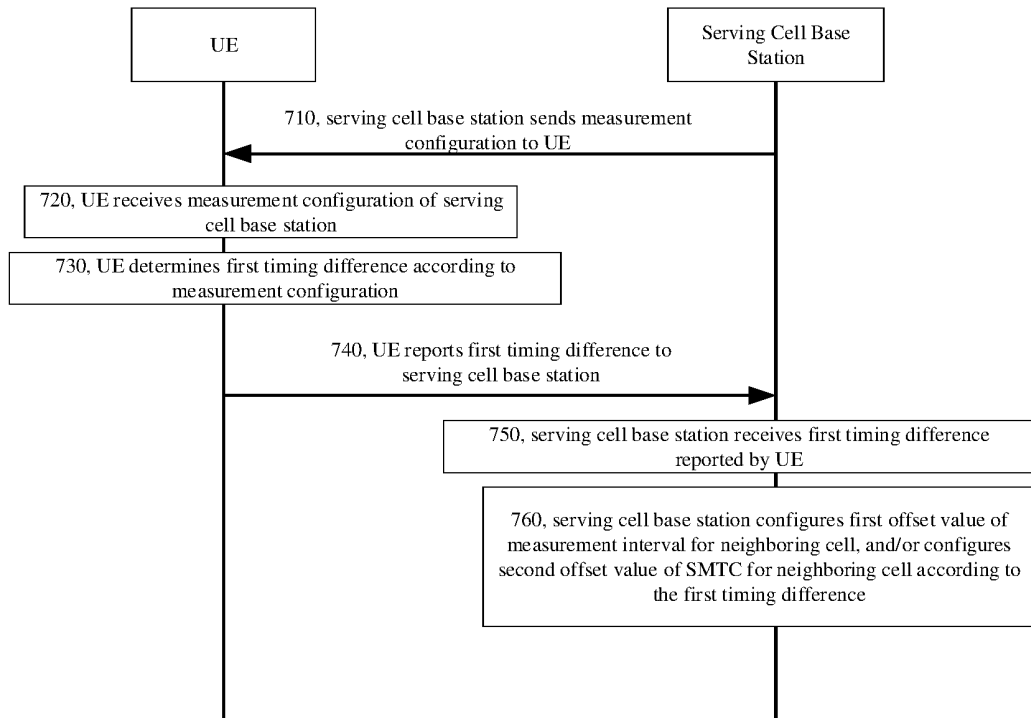 UE
Serving Cell Base
Station
710, serving cell base station sends measurement
configuration to UE
720, UE receives measurement configuration of serving
cell base station
730, UE determines first timing difference according to
measurement configuration
740, UE reports first timing difference to
serving cell base station
750, serving cell base station receives first timing difference
reported by UE
760, serving cell base station configures first offset value of
measurement interval for neighboring cell, and/or configures
second offset value of SMTC for neighboring cell according to
the first timing difference